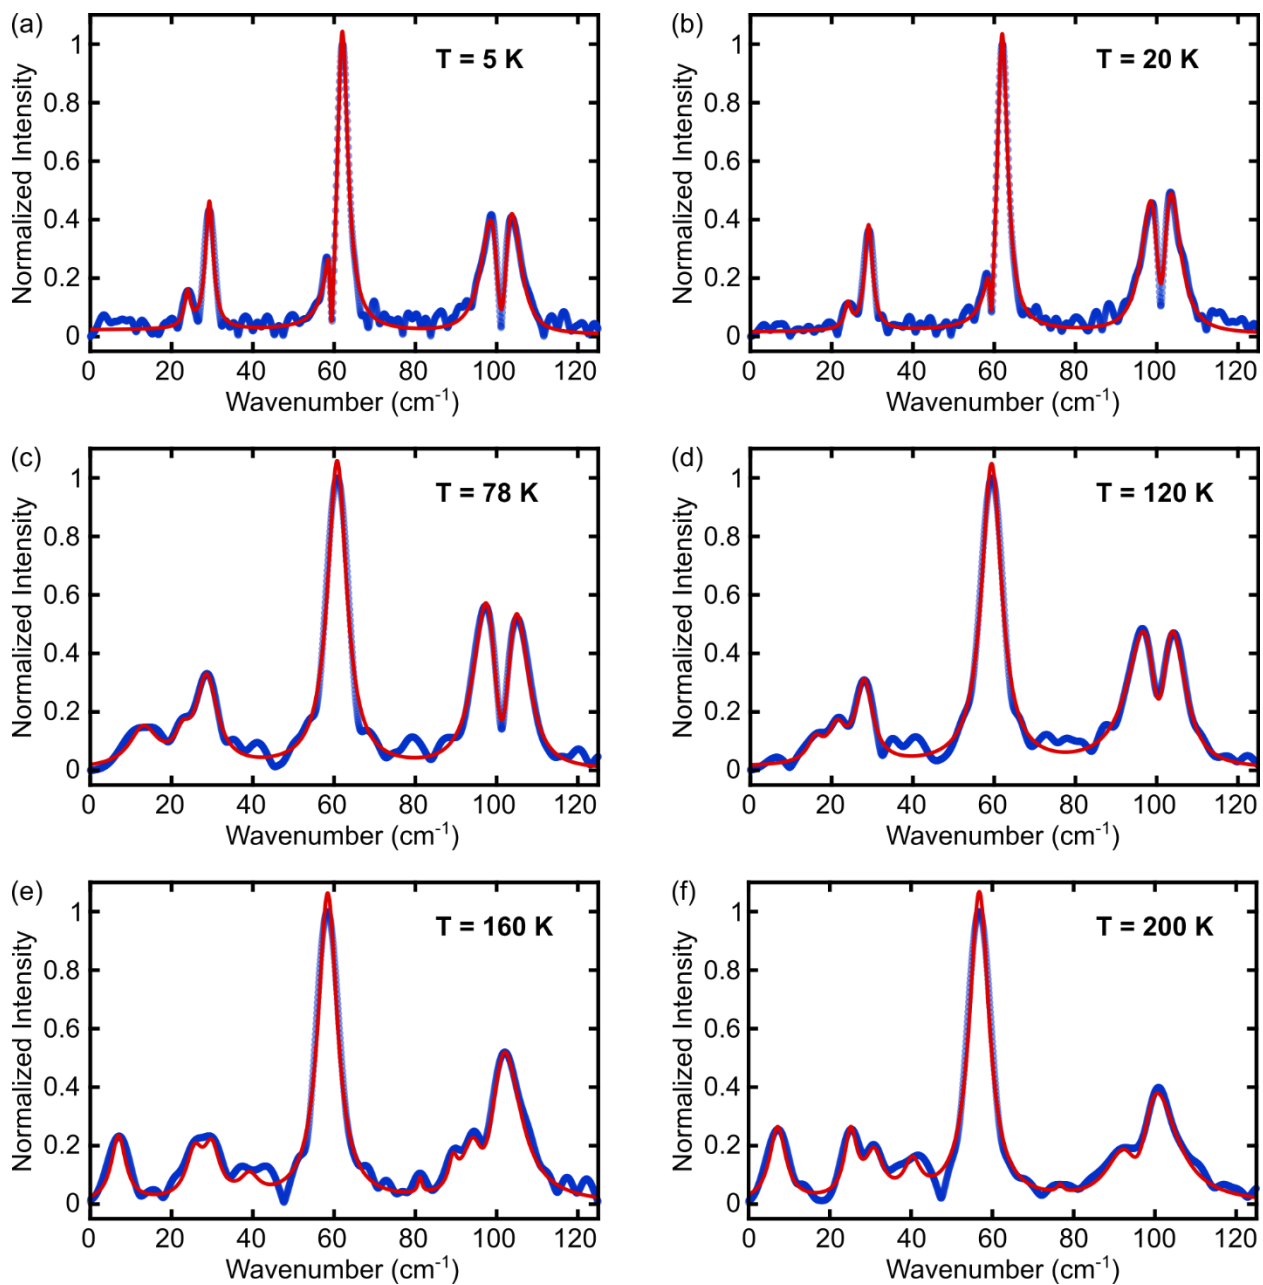 (a)
T = 5 K
Normalized Intensity
1
0.8
0.6
0.4
0.2
0
0 20 40 60 80 100 120
Wavenumber (cm-1)
(b)
T = 20 K
Normalized Intensity
1
0.8
0.6
0.4
0.2
0
0 20 40 60 80 100 120
Wavenumber (cm-1)
(c)
T = 78 K
Normalized Intensity
1
0.8
0.6
0.4
0.2
0
0 20 40 60 80 100 120
Wavenumber (cm-1)
(d)
T = 120 K
Normalized Intensity
1
0.8
0.6
0.4
0.2
0
0 20 40 60 80 100 120
Wavenumber (cm-1)
(e)
T = 160 K
Normalized Intensity
1
0.8
0.6
0.4
0.2
0
0 20 40 60 80 100 120
Wavenumber (cm-1)
(f)
T = 200 K
Normalized Intensity
1
0.8
0.6
0.4
0.2
0
0 20 40 60 80 100 120
Wavenumber (cm-1)